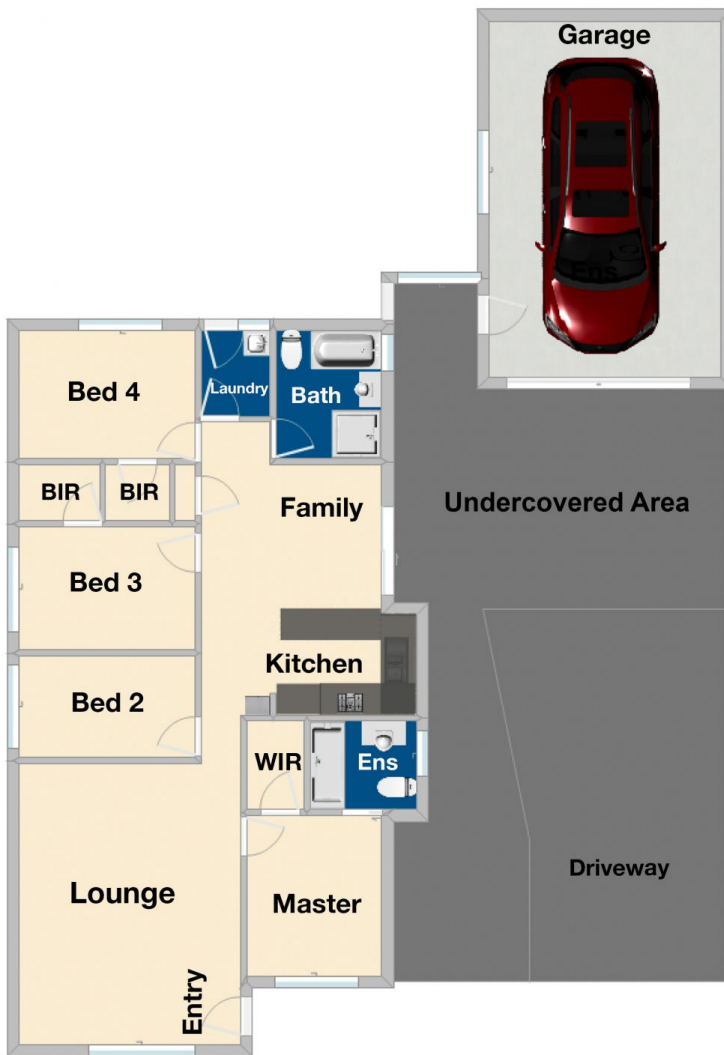 Garage
Ens
Bed 4
Laundry
Bath
BIR
BIR
Family
Undercovered Area
Bed 3
Kitchen
Bed 2
WIR
Ens
Driveway
Lounge
Master
Entry